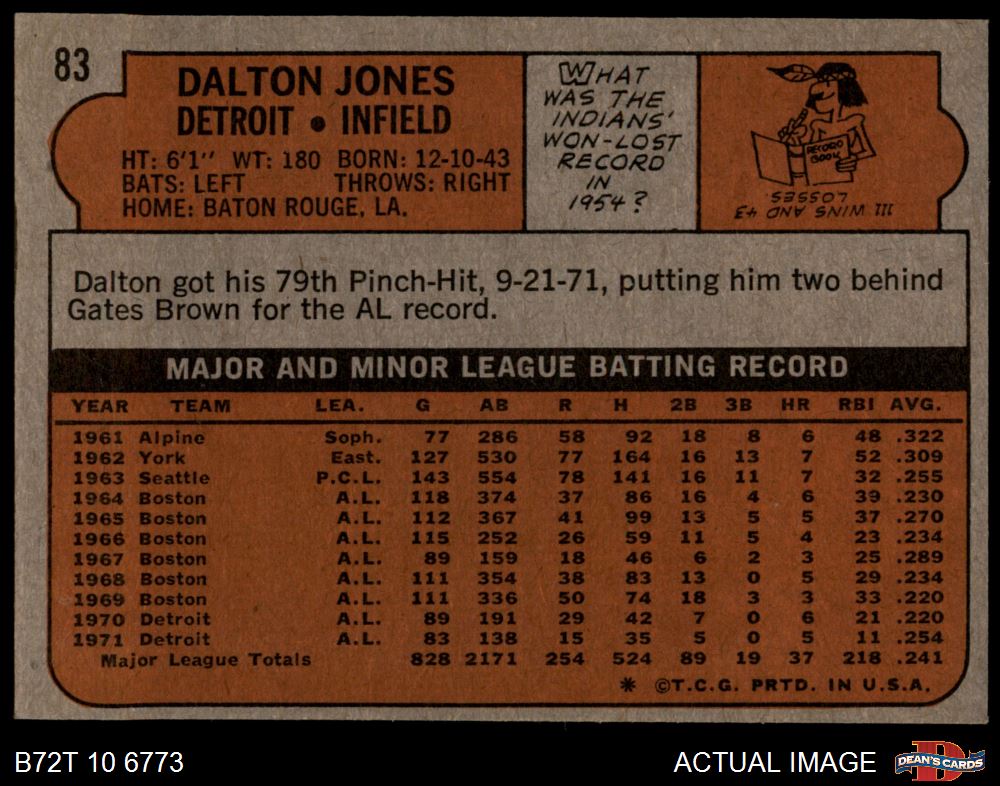 83
DALTON JONES
DETROIT • INFIELD
HT: 6'1" WT: 180 BORN: 12-10-43
BATS: LEFT THROWS: RIGHT
HOME: BATON ROUGE, LA.
WHAT
WAS THE
INDIANS'
WON-LOST
RECORD
IN
1954?
RECORD
BOOK
111 WINS AND 43
LOSSES
Dalton got his 79th Pinch-Hit, 9-21-71, putting him two behind
Gates Brown for the AL record.
MAJOR AND MINOR LEAGUE BATTING RECORD
YEAR TEAM LEA. G AB R H 2B 3B HR RBI AVG.
1961 Alpine Soph. 77 286 58 92 18 8 6 48 .322
1962 York East. 127 530 77 164 16 13 7 52 .309
1963 Seattle P.C.L. 143 554 78 141 16 11 7 32 .255
1964 Boston A.L. 118 374 37 86 16 4 6 39 .230
1965 Boston A.L. 112 367 41 99 13 5 5 37 .270
1966 Boston A.L. 115 252 26 59 11 5 4 23 .234
1967 Boston A.L. 89 159 18 46 6 2 3 25 .289
1968 Boston A.L. 111 354 38 83 13 0 5 29 .234
1969 Boston A.L. 111 336 50 74 18 3 3 33 .220
1970 Detroit A.L. 89 191 29 42 7 0 6 21 .220
1971 Detroit A.L. 83 138 15 35 5 0 5 11 .254
Major League Totals 828 2171 254 524 89 19 37 218 .241
* ©T.C.G. PRTD. IN U.S.A.
B72T 10 6773
ACTUAL IMAGE
D
DEAN'S CARDS